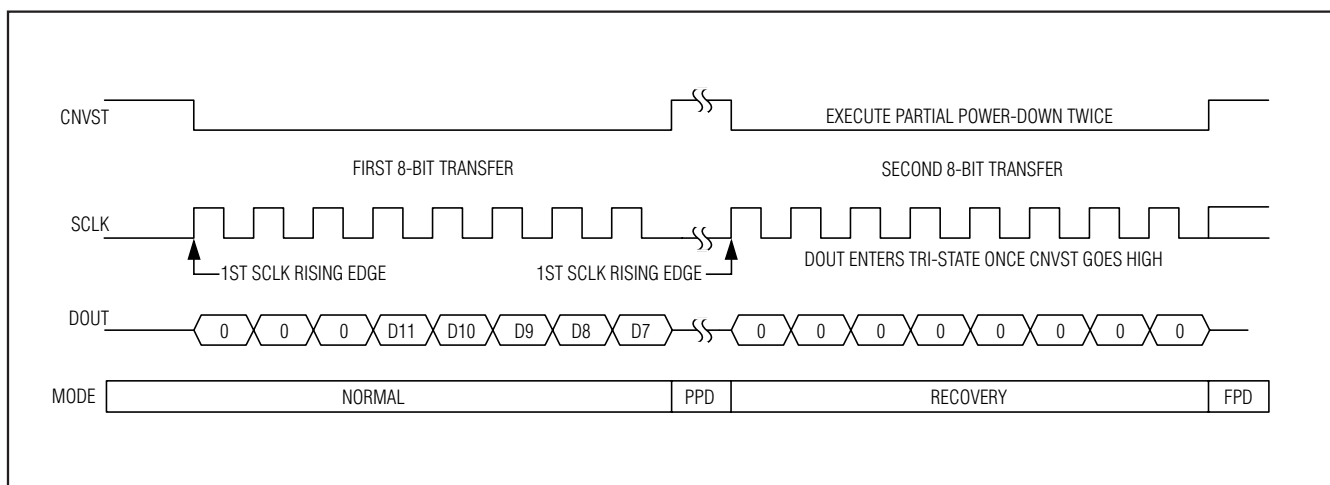 CNVST
EXECUTE PARTIAL POWER-DOWN TWICE
FIRST 8-BIT TRANSFER
SECOND 8-BIT TRANSFER
SCLK
1ST SCLK RISING EDGE
1ST SCLK RISING EDGE
DOUT ENTERS TRI-STATE ONCE CNVST GOES HIGH
DOUT
0 0 0 D11 D10 D9 D8 D7 0 0 0 0 0 0 0 0
MODE
NORMAL
PPD
RECOVERY
FPD